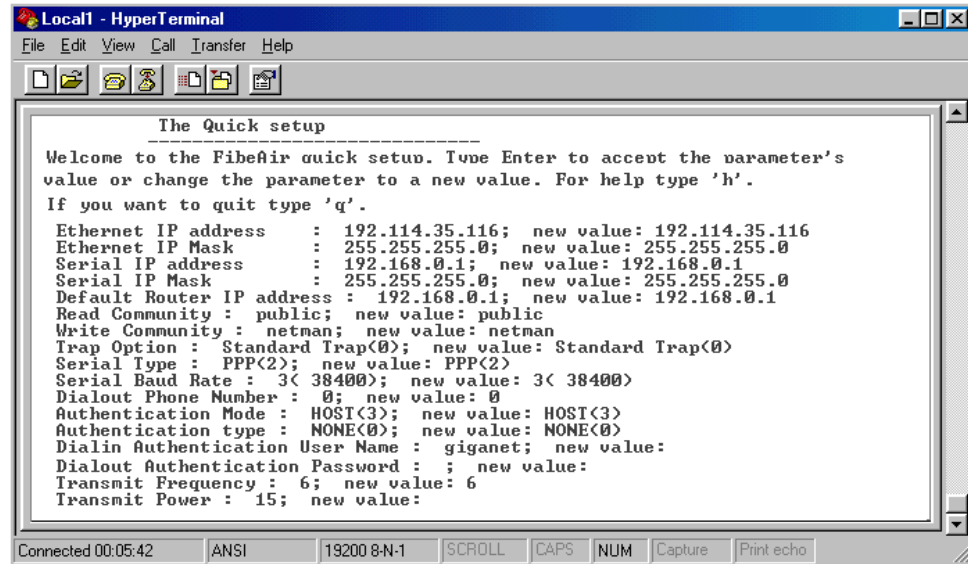 Local1 - HyperTerminal
File Edit View Call Transfer Help
The Quick setup
-------------------------------
Welcome to the FibeAir quick setup. Type Enter to accept the parameter's
value or change the parameter to a new value. For help type 'h'.
If you want to quit type 'q'.
Ethernet IP address : 192.114.35.116; new value: 192.114.35.116
Ethernet IP Mask : 255.255.255.0; new value: 255.255.255.0
Serial IP address : 192.168.0.1; new value: 192.168.0.1
Serial IP Mask : 255.255.255.0; new value: 255.255.255.0
Default Router IP address : 192.168.0.1; new value: 192.168.0.1
Read Community : public; new value: public
Write Community : netman; new value: netman
Trap Option : Standard Trap(0); new value: Standard Trap(0)
Serial Type : PPP(2); new value: PPP(2)
Serial Baud Rate : 3( 38400); new value: 3( 38400)
Dialout Phone Number : 0; new value: 0
Authentication Mode : HOST(3); new value: HOST(3)
Authentication type : NONE(0); new value: NONE(0)
Dialin Authentication User Name : giganet; new value:
Dialout Authentication Password : ; new value:
Transmit Frequency : 6; new value: 6
Transmit Power : 15; new value:
Connected 00:05:42 ANSI 19200 8-N-1 SCROLL CAPS NUM Capture Print echo